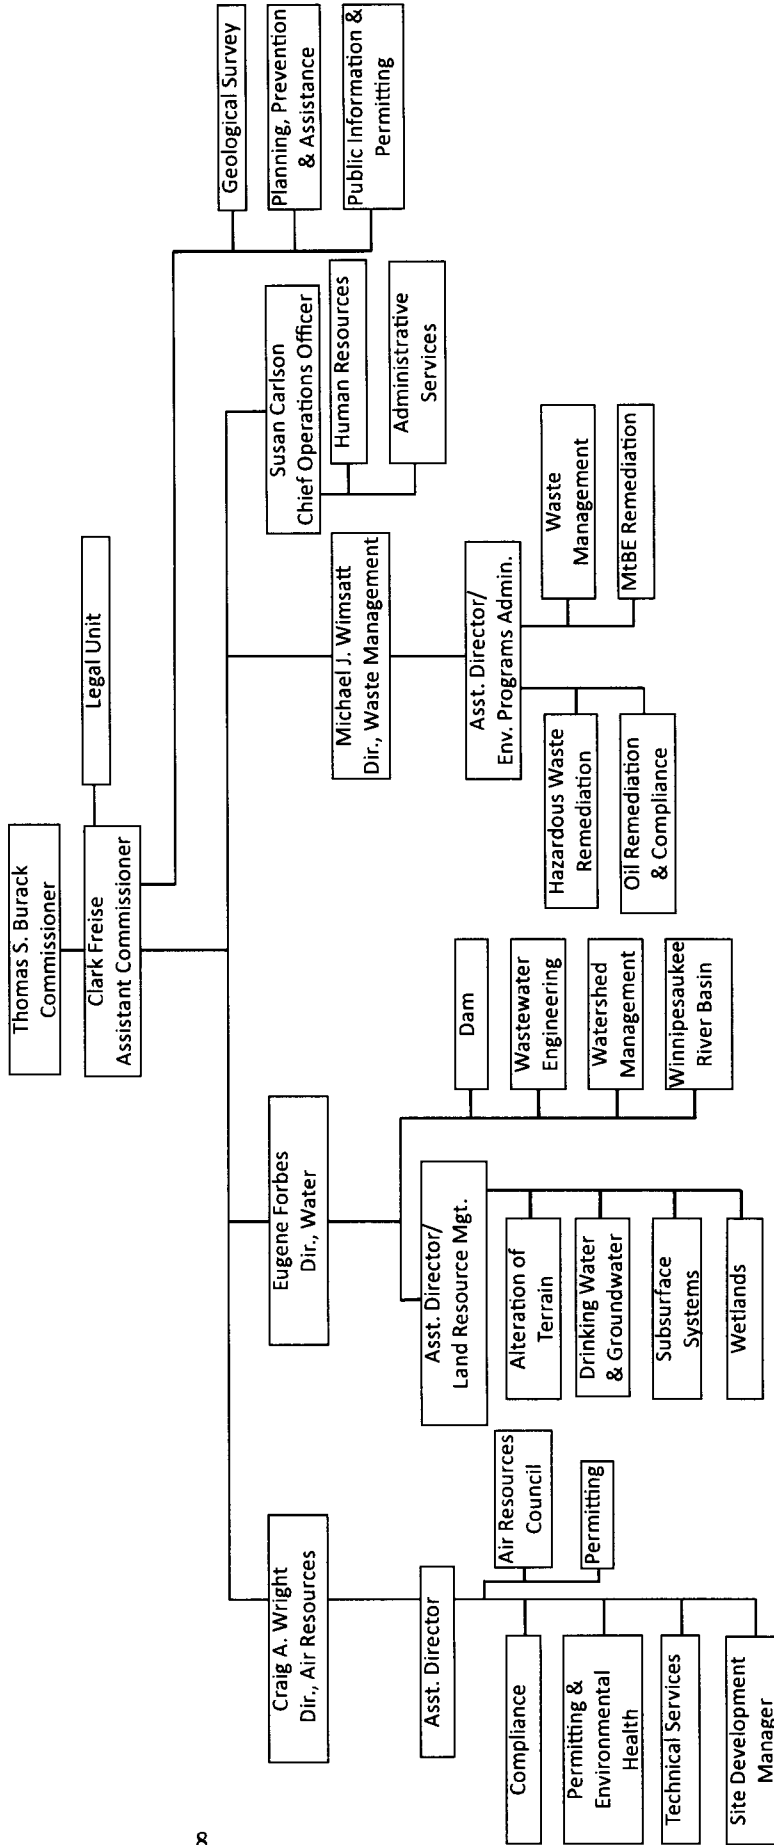 Thomas S. Burack
Commissioner
Clark Freise
Assistant Commissioner
Legal Unit
Craig A. Wright
Dir., Air Resources
Asst. Director
Air Resources
Council
Permitting
Compliance
Permitting &
Environmental
Health
Technical Services
Site Development
Manager
Eugene Forbes
Dir., Water
Asst. Director/
Land Resource Mgt.
Alteration of
Terrain
Drinking Water
& Groundwater
Subsurface
Systems
Wetlands
Dam
Wastewater
Engineering
Watershed
Management
Winnipesaukee
River Basin
Michael J. Wimsatt
Dir., Waste Management
Asst. Director/
Env. Programs Admin.
Hazardous Waste
Remediation
Oil Remediation
& Compliance
Waste
Management
MtBE Remediation
Susan Carlson
Chief Operations Officer
Human Resources
Administrative
Services
Geological Survey
Planning, Prevention
& Assistance
Public Information &
Permitting
8